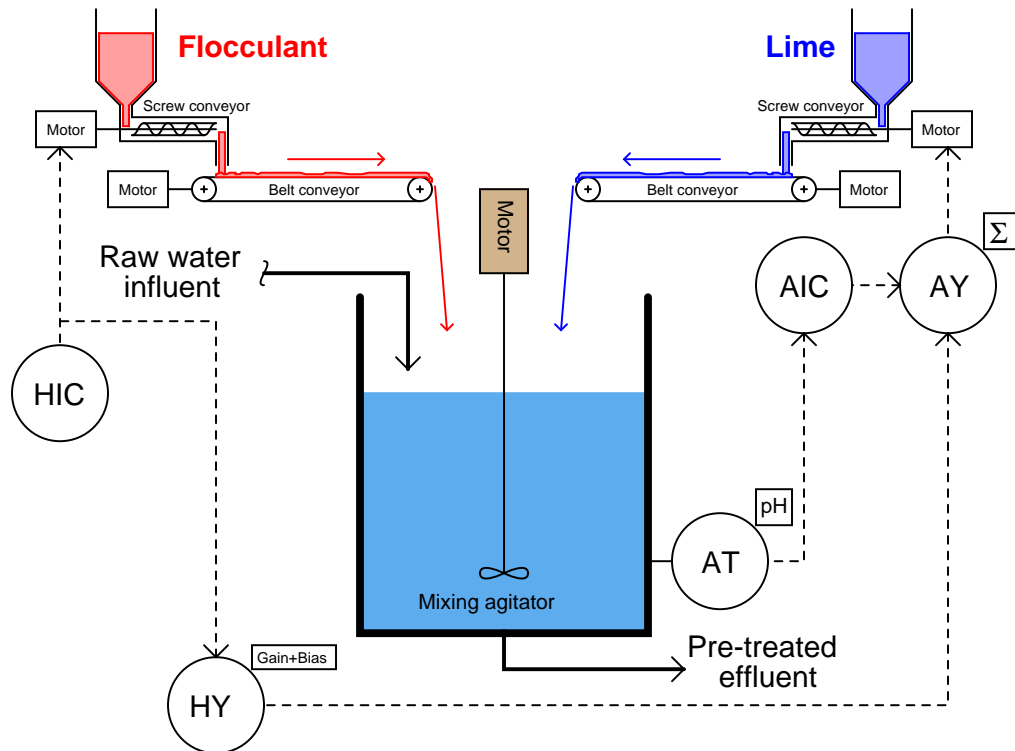 Flocculant
Lime
Screw conveyor
Screw conveyor
Motor
Motor
Motor
+
Belt conveyor
+
+
Belt conveyor
+
Motor
Motor
Σ
Raw water
influent
AIC
AY
HIC
pH
AT
Mixing agitator
Gain+Bias
HY
Pre-treated
effluent